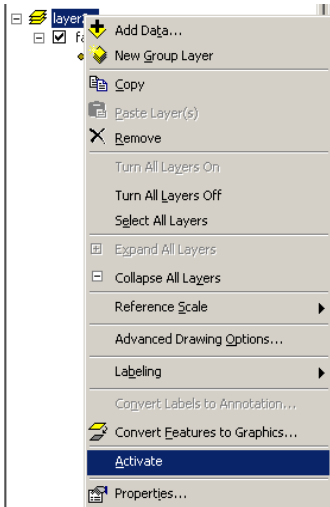 layer
Add Data...
New Group Layer
Copy
Paste Layer(s)
Remove
Turn All Layers On
Turn All Layers Off
Select All Layers
Expand All Layers
Collapse All Layers
Reference Scale
Advanced Drawing Options...
Labeling
Convert Labels to Annotation...
Convert Features to Graphics...
Activate
Properties...